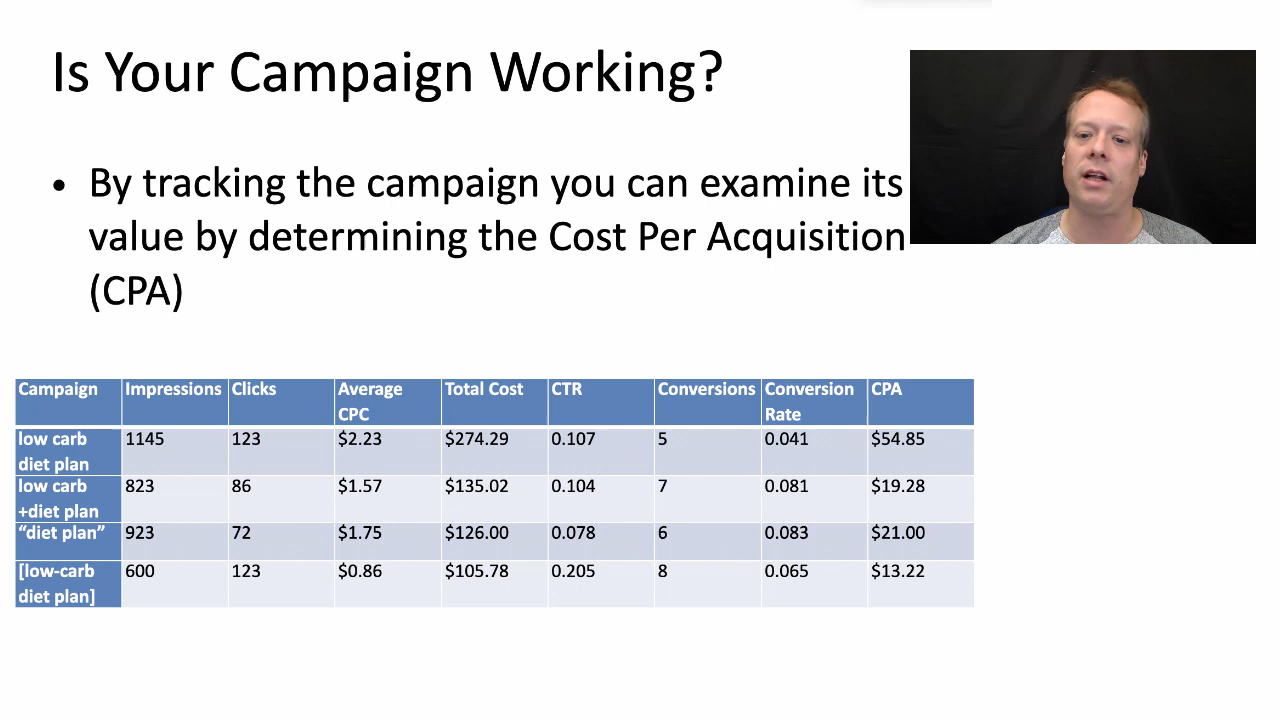 Is Your Campaign Working?
• By tracking the campaign you can examine its
value by determining the Cost Per Acquisition
(CPA)
Campaign Impressions Clicks Average CPC Total Cost CTR Conversions Conversion Rate CPA
low carb diet plan 1145 123 $2.23 $274.29 0.107 5 0.041 $54.85
low carb +diet plan 823 86 $1.57 $135.02 0.104 7 0.081 $19.28
“diet plan” 923 72 $1.75 $126.00 0.078 6 0.083 $21.00
[low-carb diet plan] 600 123 $0.86 $105.78 0.205 8 0.065 $13.22